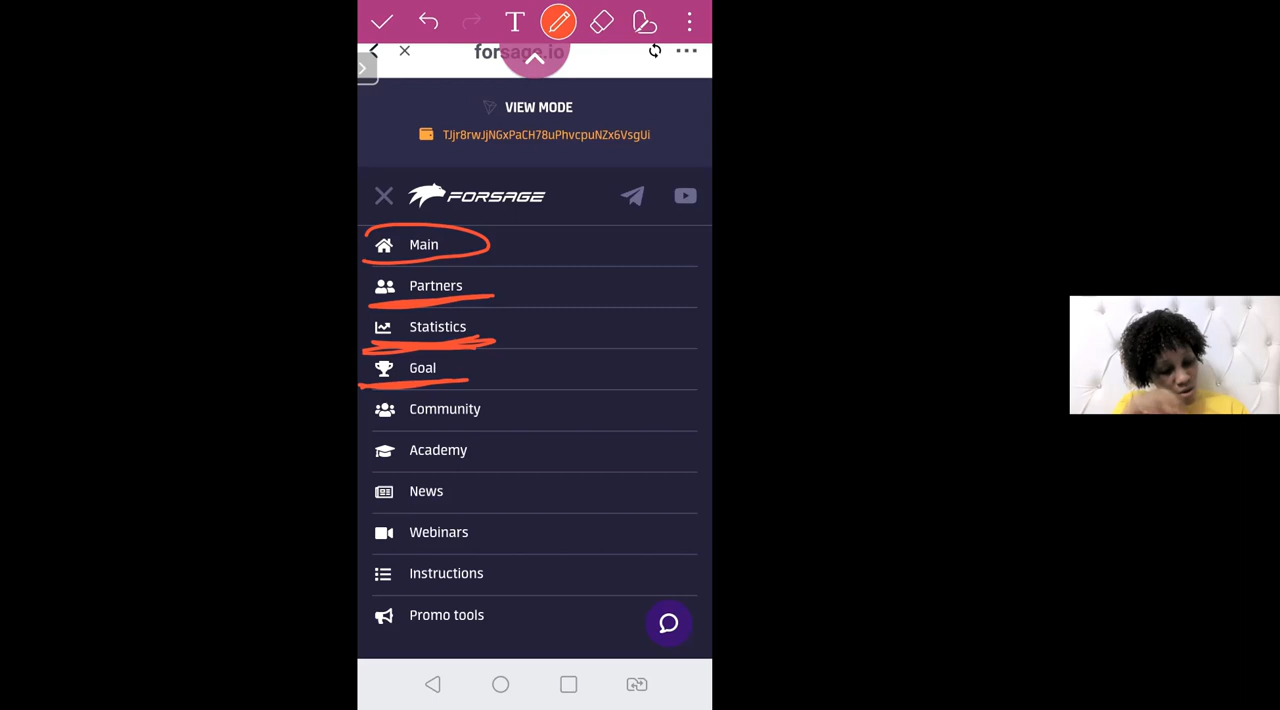 T
forsage.io
VIEW MODE
TJjr8rwJjNGxPaCH78uPhvcpuNZx6VsgUi
FORSAGE
Main
Partners
Statistics
Goal
Community
Academy
News
Webinars
Instructions
Promo tools